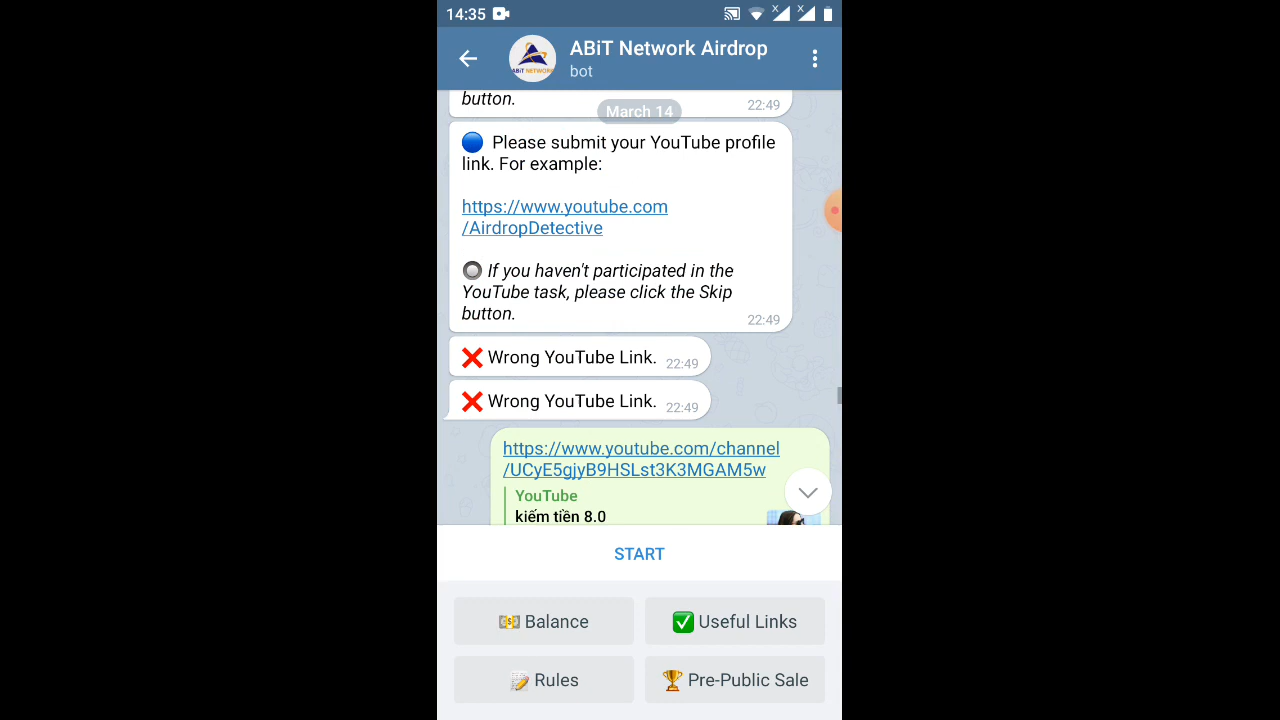 14:35
ABiT Network Airdrop
bot
ABiT NETWORK
button.
22:49
March 14
Please submit your YouTube profile
link. For example:
https://www.youtube.com
/AirdropDetective
If you haven't participated in the
YouTube task, please click the Skip
button.
22:49
Wrong YouTube Link. 22:49
Wrong YouTube Link. 22:49
https://www.youtube.com/channel
/UCyE5gjyB9HSLst3K3MGAM5w
YouTube
kiếm tiền 8.0
START
Balance
Useful Links
Rules
Pre-Public Sale